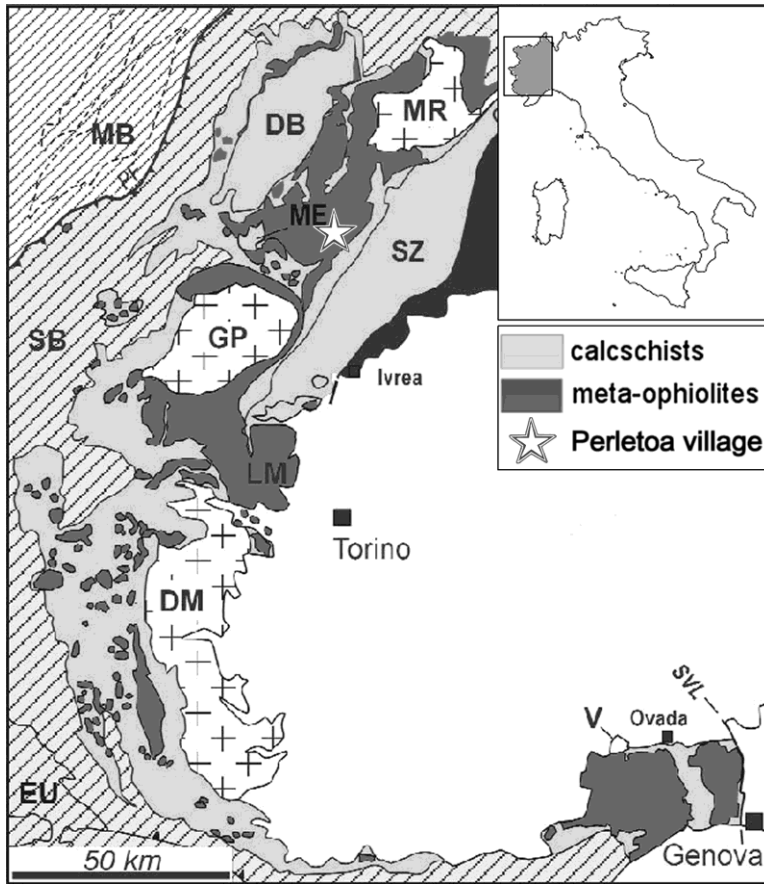 MB
DB
MR
PF
ME
SZ
GP
SB
Ivrea
calcschists
meta-ophiolites
Perletoa village
LM
Torino
DM
SVL
V
Ovada
EU
50 km
Genova